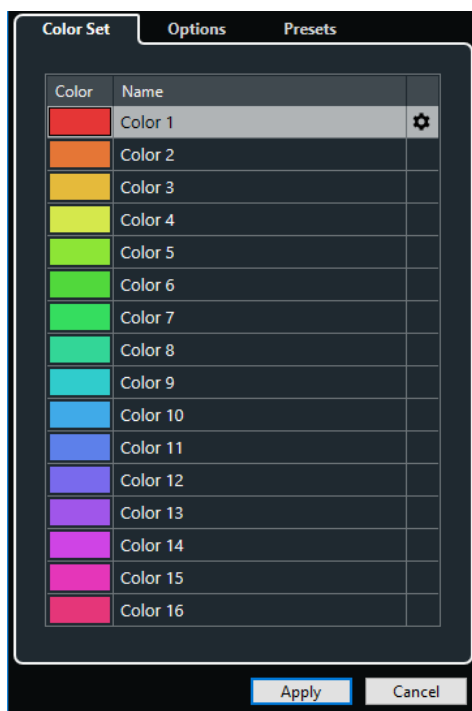 Color Set Options Presets
Color Name
Color 1
Color 2
Color 3
Color 4
Color 5
Color 6
Color 7
Color 8
Color 9
Color 10
Color 11
Color 12
Color 13
Color 14
Color 15
Color 16
Apply Cancel